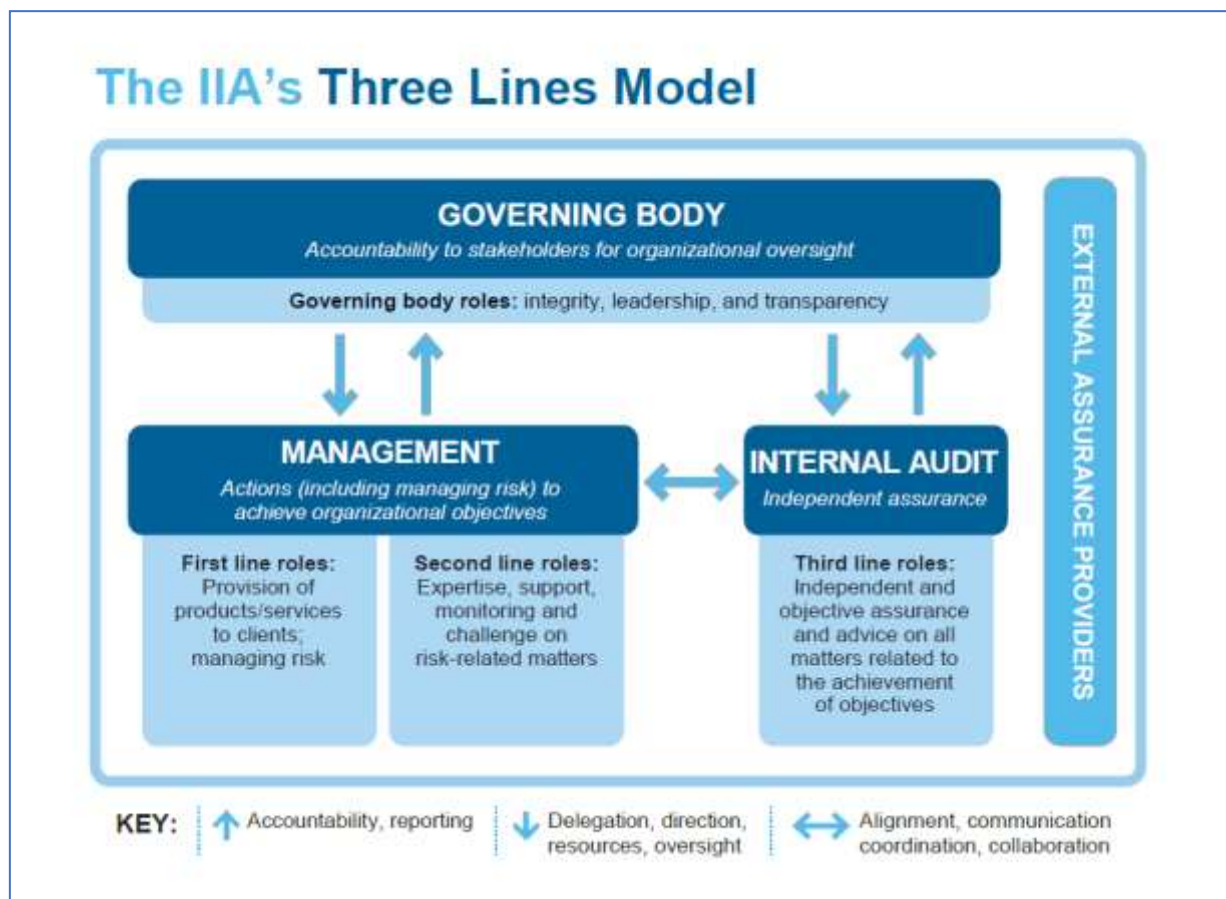 The IIA's Three Lines Model
GOVERNING BODY
Accountability to stakeholders for organizational oversight
Governing body roles: integrity, leadership, and transparency
MANAGEMENT
Actions (including managing risk) to
achieve organizational objectives
First line roles:
Provision of
products/services
to clients;
managing risk
Second line roles:
Expertise, support,
monitoring and
challenge on
risk-related matters
INTERNAL AUDIT
Independent assurance
Third line roles:
Independent and
objective assurance
and advice on all
matters related to
the achievement
of objectives
EXTERNAL ASSURANCE PROVIDERS
KEY:
Accountability, reporting
Delegation, direction,
resources, oversight
Alignment, communication
coordination, collaboration